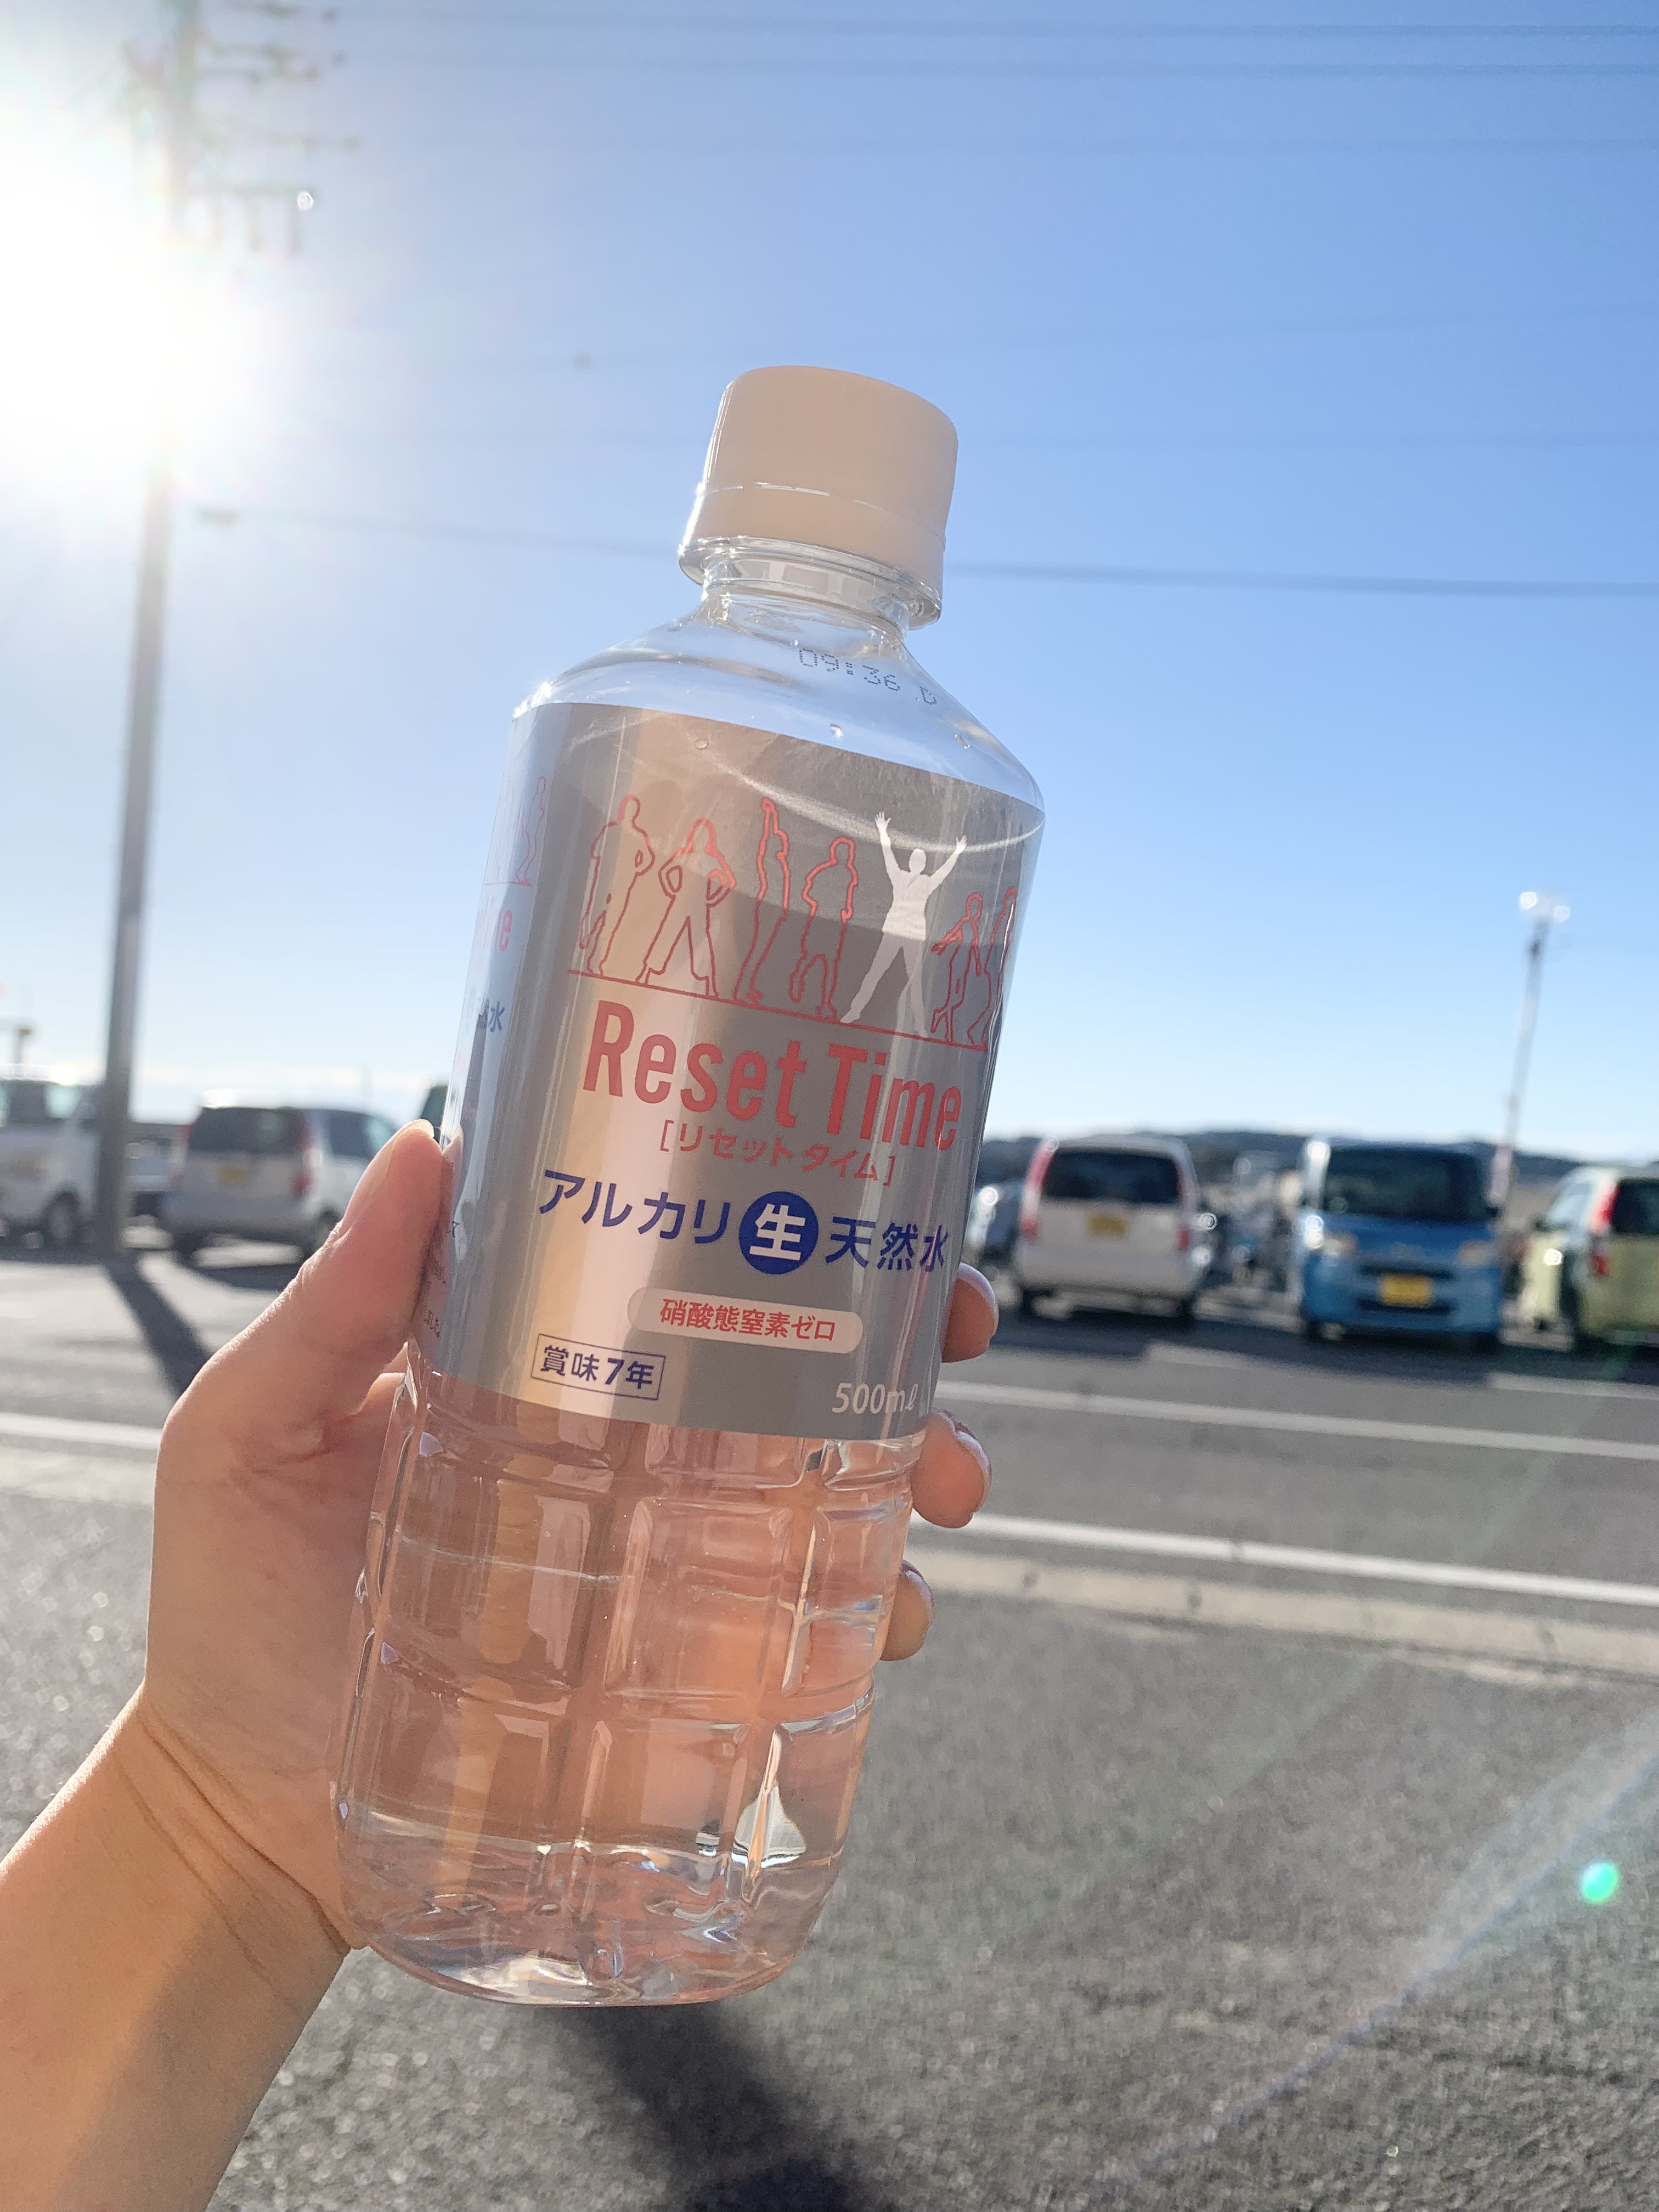 09:36 D
Reset Time
[リセットタイム]
アルカリ生天然水
硝酸態窒素ゼロ
賞味7年
500mℓ